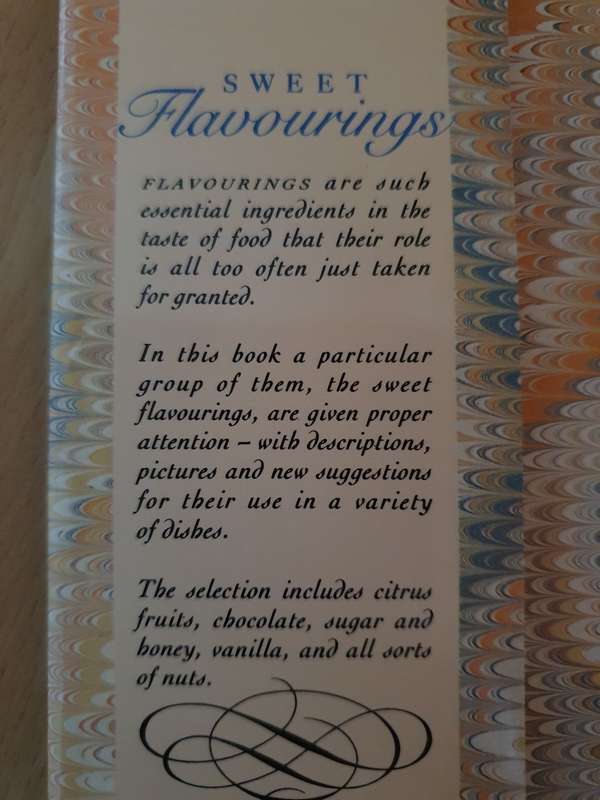 SWEET
Flavourings
FLAVOURINGS are such
essential ingredients in the
taste of food that their role
is all too often just taken
for granted.
In this book a particular
group of them, the sweet
flavourings, are given proper
attention – with descriptions,
pictures and new suggestions
for their use in a variety
of dishes.
The selection includes citrus
fruits, chocolate, sugar and
honey, vanilla, and all sorts
of nuts.